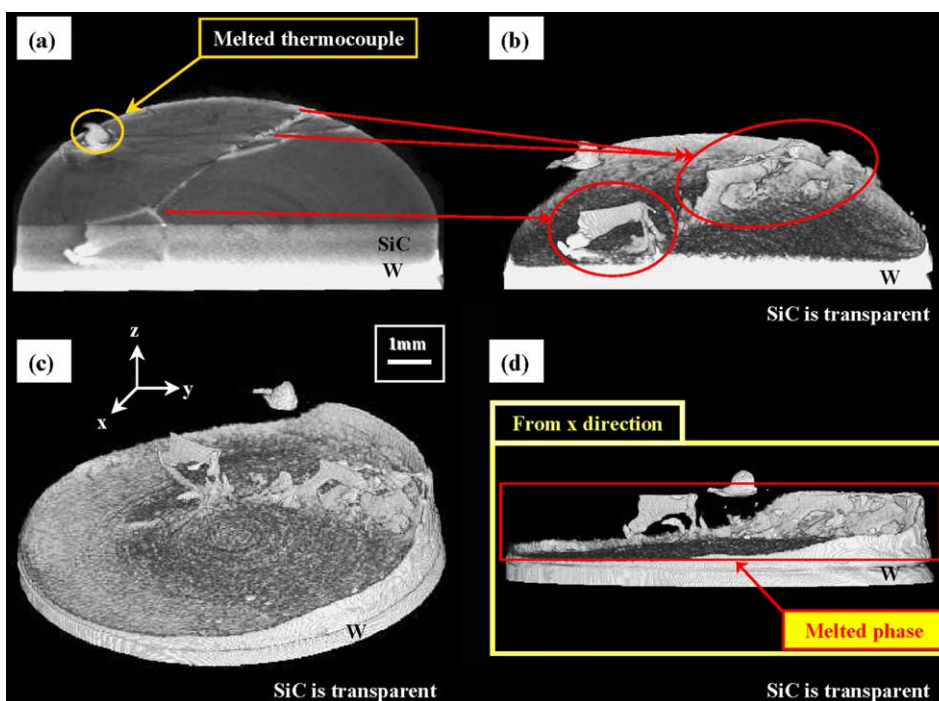 (a)
Melted thermocouple
SiC
W
(b)
W
SiC is transparent
(c)
z
y
x
1mm
W
SiC is transparent
(d)
From x direction
W
Melted phase
SiC is transparent